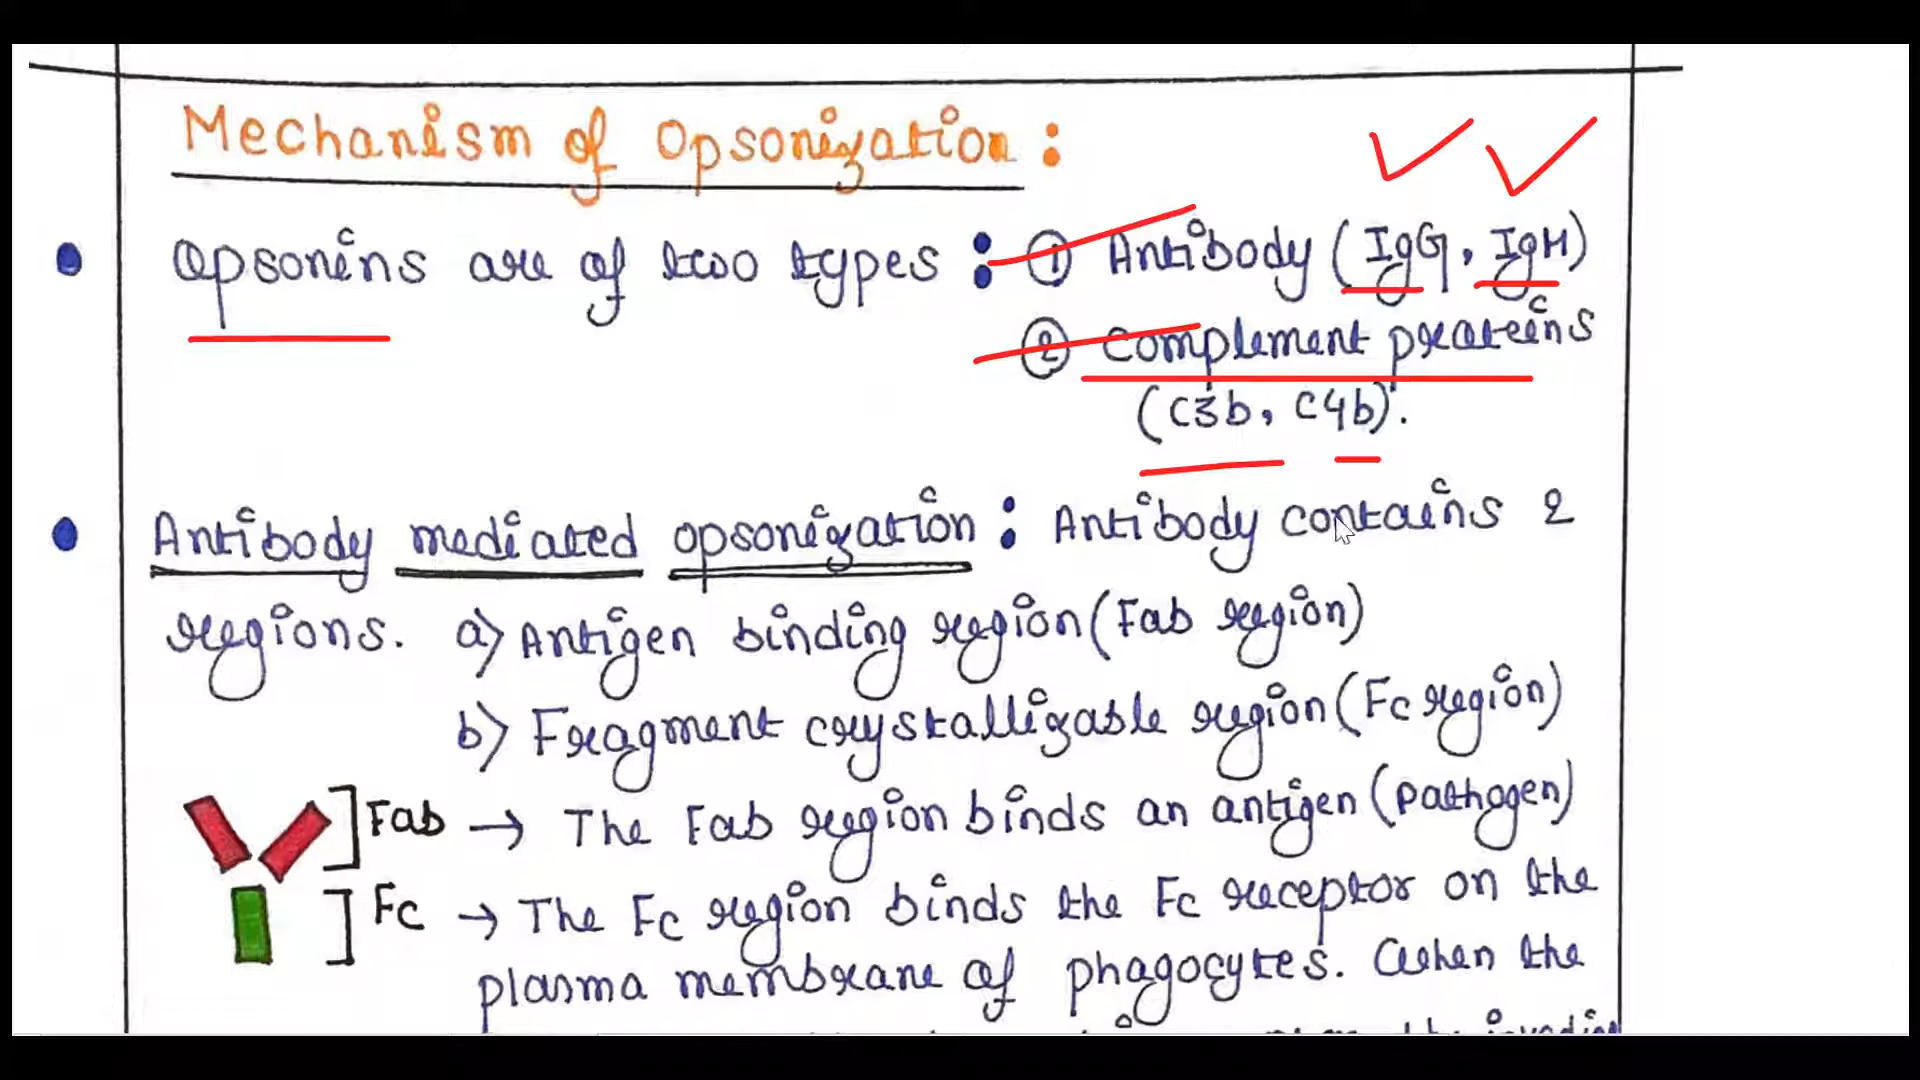 Mechanism of Opsonization:
• Opsonins are of two types: ① Antibody (IgG, IgM)
② Complement proteins
(C3b, C4b).
• Antibody mediated opsonization: Antibody contains 2
regions. a) Antigen binding region (Fab region)
b) Fragment crystallizable region (Fc region)
Fab → The Fab region binds an antigen (pathogen)
Fc → The Fc region binds the Fc receptor on the
plasma membrane of phagocytes. When the